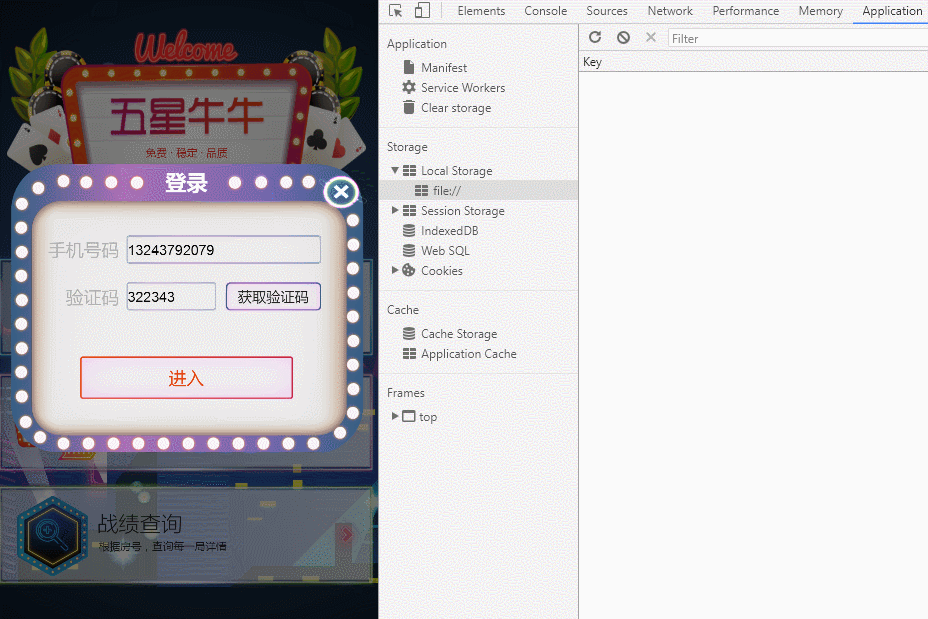 Welcome
五星牛牛
免费 · 稳定 · 品质
登录
手机号码 13243792079
验证码 322343 获取验证码
进入
战绩查询
根据房号，查询每一局详情
Elements Console Sources Network Performance Memory Application
Application
Manifest
Service Workers
Clear storage
Storage
Local Storage
file://
Session Storage
IndexedDB
Web SQL
Cookies
Cache
Cache Storage
Application Cache
Frames
top
Filter
Key